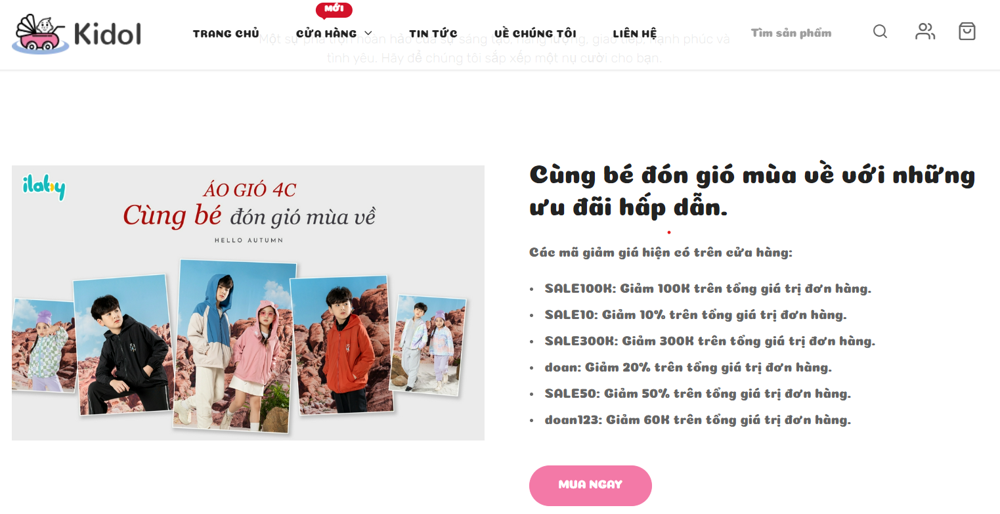 MỚI
Kidol
TRANG CHỦ
CỬA HÀNG
TIN TỨC
VỀ CHÚNG TÔI
LIÊN HỆ
Tìm sản phẩm
Một sự pha trộn hoàn hảo của sự sáng tạo, năng lượng, giao tiếp, hạnh phúc và
tình yêu. Hãy để chúng tôi sắp xếp một nụ cười cho bạn.
ilaby
ÁO GIÓ 4C
Cùng bé đón gió mùa về
HELLO AUTUMN
Cùng bé đón gió mùa về với những
ưu đãi hấp dẫn.
Các mã giảm giá hiện có trên cửa hàng:
• SALE100K: Giảm 100K trên tổng giá trị đơn hàng.
• SALE10: Giảm 10% trên tổng giá trị đơn hàng.
• SALE300K: Giảm 300K trên tổng giá trị đơn hàng.
• doan: Giảm 20% trên tổng giá trị đơn hàng.
• SALE50: Giảm 50% trên tổng giá trị đơn hàng.
• doan123: Giảm 60K trên tổng giá trị đơn hàng.
MUA NGAY